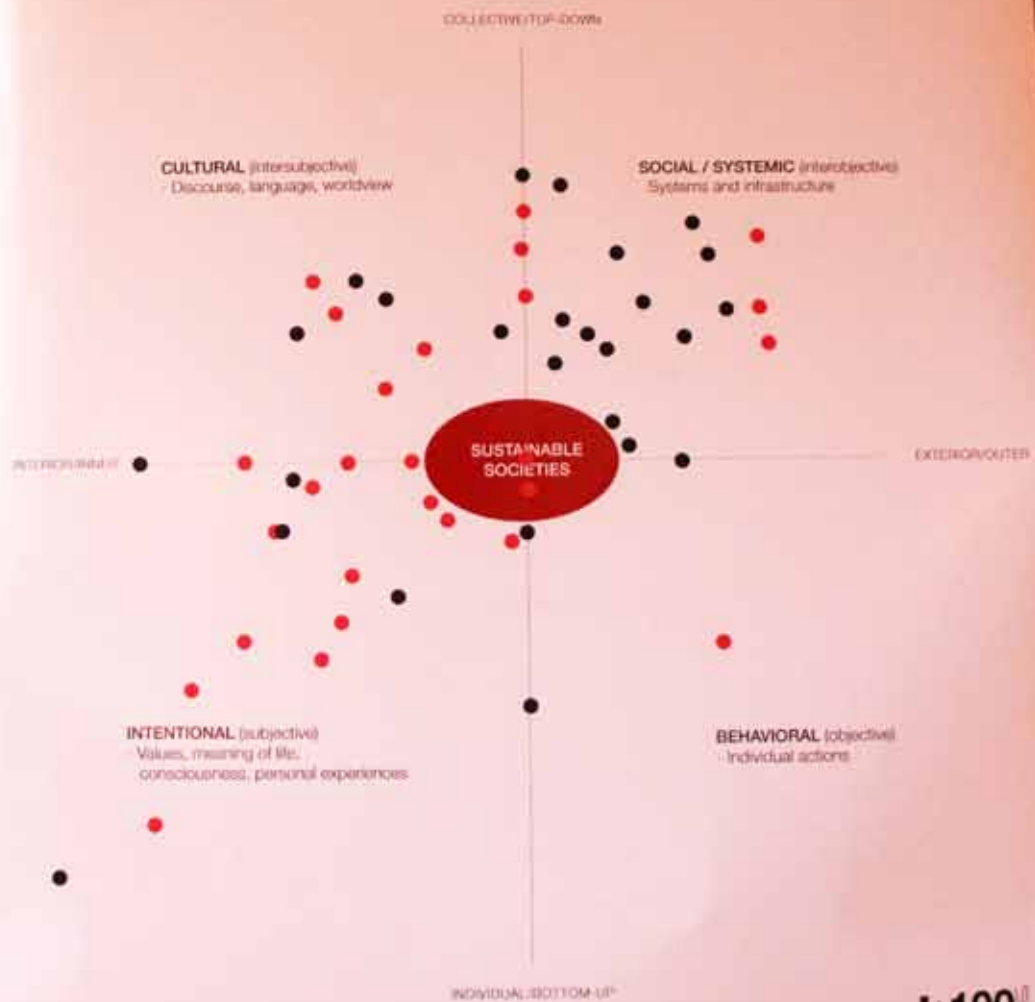 COLLECTIVE/TOP-DOWN
CULTURAL (intersubjective)
Discourse, language, worldview
SOCIAL / SYSTEMIC (interobjective)
Systems and infrastructure
INTERIOR/INNER
SUSTAINABLE
SOCIETIES
EXTERIOR/OUTER
INTENTIONAL (subjective)
Values, meaning of life,
consciousness, personal experiences
BEHAVIORAL (objective)
Individual actions
INDIVIDUAL/BOTTOM-UP